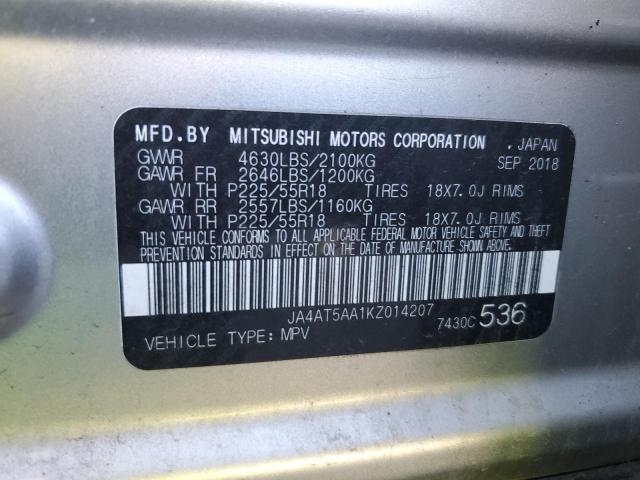 MFD.BY MITSUBISHI MOTORS CORPORATION, JAPAN
GVWR 4630LBS/2100KG SEP 2018
GAWR FR 2646LBS/1200KG
WITH P225/55R18 TIRES 18X7.0J RIMS
GAWR RR 2557LBS/1160KG
WITH P225/55R18 TIRES 18X7.0J RIMS
THIS VEHICLE CONFORMS TO ALL APPLICABLE FEDERAL MOTOR VEHICLE SAFETY AND THEFT
PREVENTION STANDARDS IN EFFECT ON THE DATE OF MANUFACTURE SHOWN ABOVE.
JA4AT5AA1KZ014207
7430C 536
VEHICLE TYPE: MPV